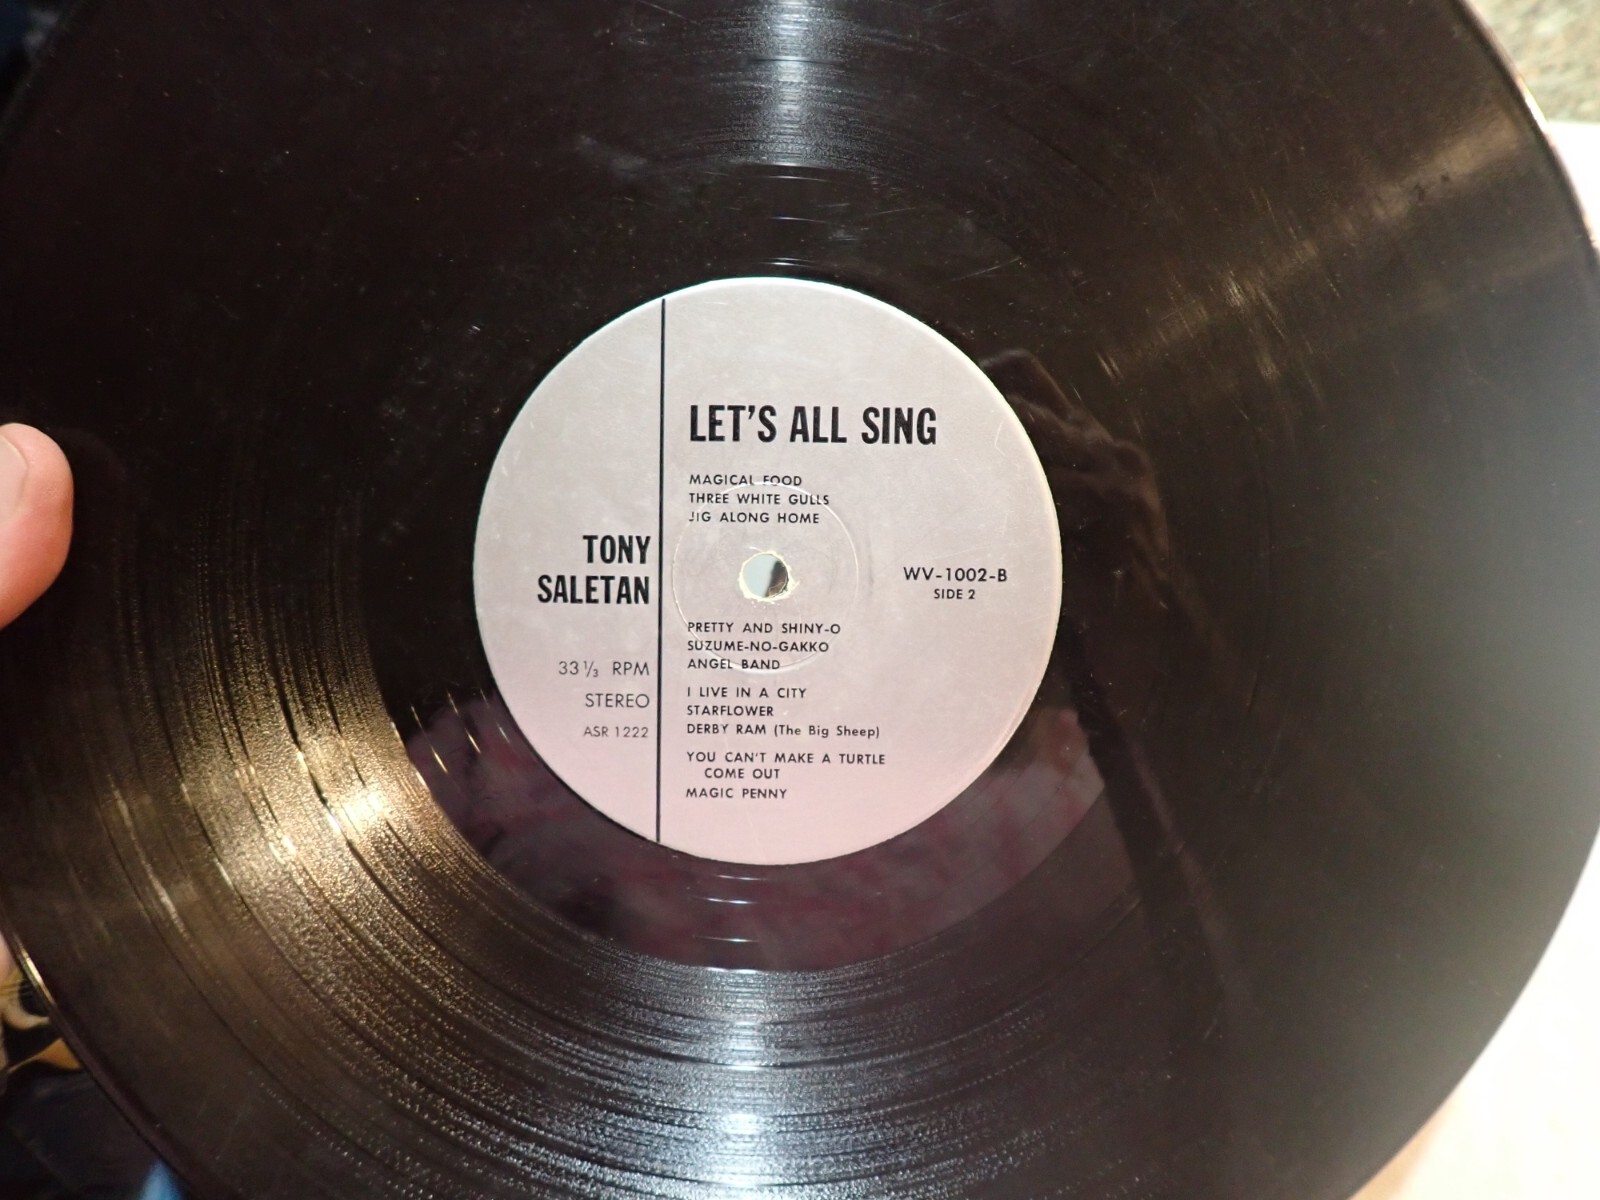 LET'S ALL SING
MAGICAL FOOD
THREE WHITE GULLS
JIG ALONG HOME
TONY
SALETAN
WV-1002-B
SIDE 2
PRETTY AND SHINY-O
SUZUME-NO-GAKKO
ANGEL BAND
33 1/3 RPM
STEREO
ASR 1222
I LIVE IN A CITY
STARFLOWER
DERBY RAM (The Big Sheep)
YOU CAN'T MAKE A TURTLE
COME OUT
MAGIC PENNY